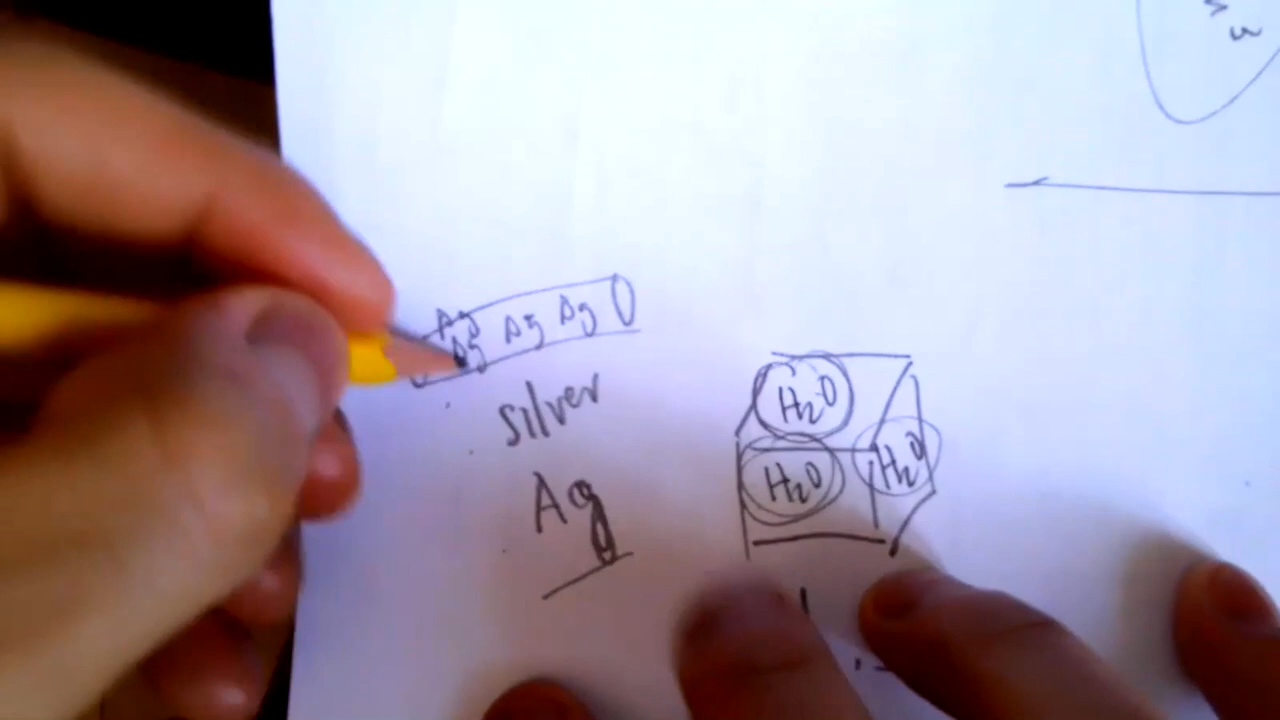 Ag
Ag Ag Ag
silver
Ag
H2O
H2O H2O